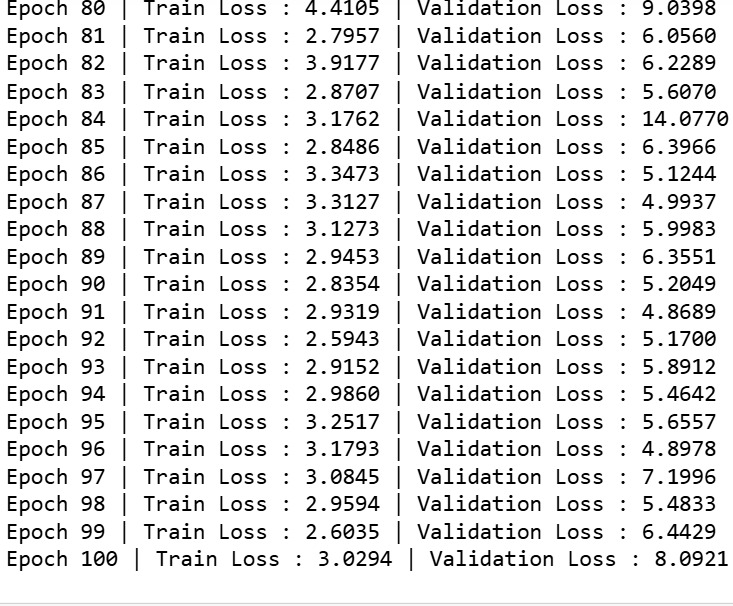 Epoch 80 | Train Loss : 4.4105 | Validation Loss : 9.0398
Epoch 81 | Train Loss : 2.7957 | Validation Loss : 6.0560
Epoch 82 | Train Loss : 3.9177 | Validation Loss : 6.2289
Epoch 83 | Train Loss : 2.8707 | Validation Loss : 5.6070
Epoch 84 | Train Loss : 3.1762 | Validation Loss : 14.0770
Epoch 85 | Train Loss : 2.8486 | Validation Loss : 6.3966
Epoch 86 | Train Loss : 3.3473 | Validation Loss : 5.1244
Epoch 87 | Train Loss : 3.3127 | Validation Loss : 4.9937
Epoch 88 | Train Loss : 3.1273 | Validation Loss : 5.9983
Epoch 89 | Train Loss : 2.9453 | Validation Loss : 6.3551
Epoch 90 | Train Loss : 2.8354 | Validation Loss : 5.2049
Epoch 91 | Train Loss : 2.9319 | Validation Loss : 4.8689
Epoch 92 | Train Loss : 2.5943 | Validation Loss : 5.1700
Epoch 93 | Train Loss : 2.9152 | Validation Loss : 5.8912
Epoch 94 | Train Loss : 2.9860 | Validation Loss : 5.4642
Epoch 95 | Train Loss : 3.2517 | Validation Loss : 5.6557
Epoch 96 | Train Loss : 3.1793 | Validation Loss : 4.8978
Epoch 97 | Train Loss : 3.0845 | Validation Loss : 7.1996
Epoch 98 | Train Loss : 2.9594 | Validation Loss : 5.4833
Epoch 99 | Train Loss : 2.6035 | Validation Loss : 6.4429
Epoch 100 | Train Loss : 3.0294 | Validation Loss : 8.0921